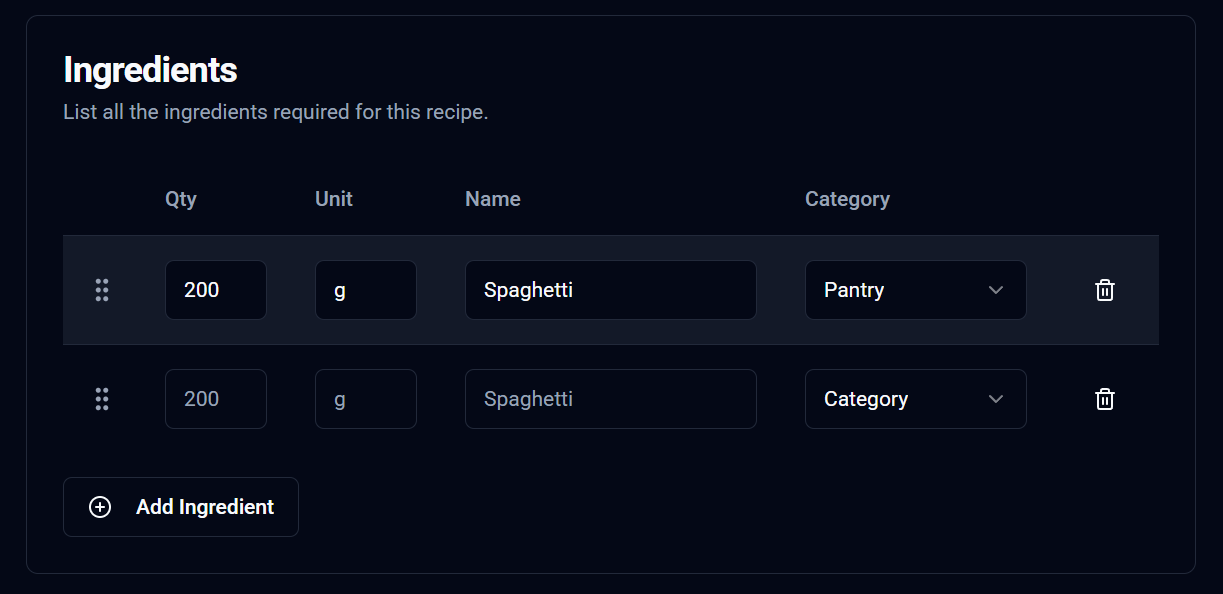 Ingredients
List all the ingredients required for this recipe.
Qty Unit Name Category
200 g Spaghetti Pantry
200 g Spaghetti Category
Add Ingredient